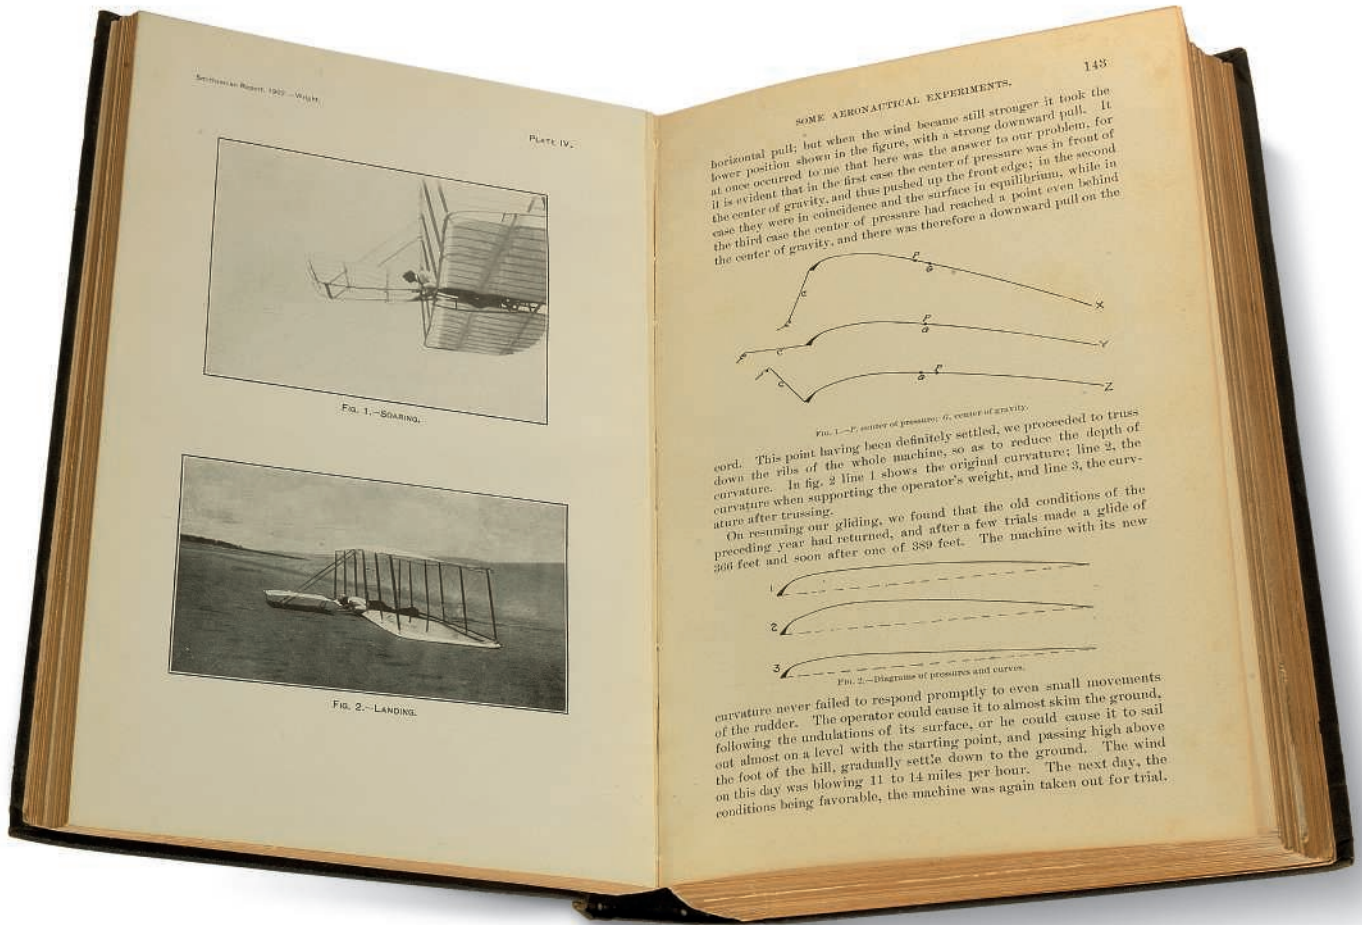 Smithsonian Report, 1902.—Wright.
PLATE IV.
FIG. 1.—SOARING.
FIG. 2.—LANDING.
143
SOME AERONAUTICAL EXPERIMENTS.
horizontal pull; but when the wind became still stronger it took the
lower position shown in the figure, with a strong downward pull. It
at once occurred to me that here was the answer to our problem, for
it is evident that in the first case the center of pressure was in front of
the center of gravity, and thus pushed up the front edge; in the second
case they were in coincidence and the surface in equilibrium, while in
the third case the center of pressure had reached a point even behind
the center of gravity, and there was therefore a downward pull on the
P
G
C
X
P
G
C
Y
C
G P
Z
FIG. 1.—P, center of pressure; G, center of gravity.
cord. This point having been definitely settled, we proceeded to truss
down the ribs of the whole machine, so as to reduce the depth of
curvature. In fig. 2 line 1 shows the original curvature; line 2, the
curvature when supporting the operator's weight, and line 3, the curv-
ature after trussing.
On resuming our gliding, we found that the old conditions of the
preceding year had returned, and after a few trials made a glide of
366 feet and soon after one of 389 feet. The machine with its new
1
2
3
FIG. 2.—Diagrams of pressures and curves.
curvature never failed to respond promptly to even small movements
of the rudder. The operator could cause it to almost skim the ground,
following the undulations of its surface, or he could cause it to sail
out almost on a level with the starting point, and passing high above
the foot of the hill, gradually settle down to the ground. The wind
on this day was blowing 11 to 14 miles per hour. The next day, the
conditions being favorable, the machine was again taken out for trial.